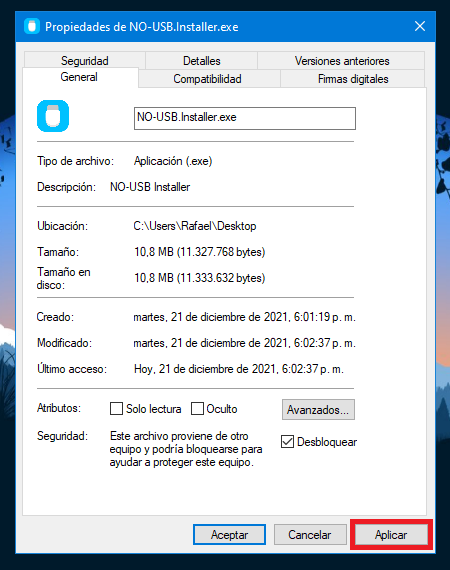 Propiedades de NO-USB.Installer.exe
Seguridad Detalles Versiones anteriores
General Compatibilidad Firmas digitales
NO-USB.Installer.exe
Tipo de archivo: Aplicación (.exe)
Descripción: NO-USB Installer
Ubicación: C:\Users\Rafael\Desktop
Tamaño: 10,8 MB (11.327.768 bytes)
Tamaño en
disco: 10,8 MB (11.333.632 bytes)
Creado: martes, 21 de diciembre de 2021, 6:01:19 p. m.
Modificado: martes, 21 de diciembre de 2021, 6:02:37 p. m.
Último acceso: Hoy, 21 de diciembre de 2021, 6:02:37 p. m.
Atributos: Solo lectura Oculto Avanzados...
Seguridad: Este archivo proviene de otro
equipo y podría bloquearse para
ayudar a proteger este equipo.
Desbloquear
Aceptar Cancelar Aplicar